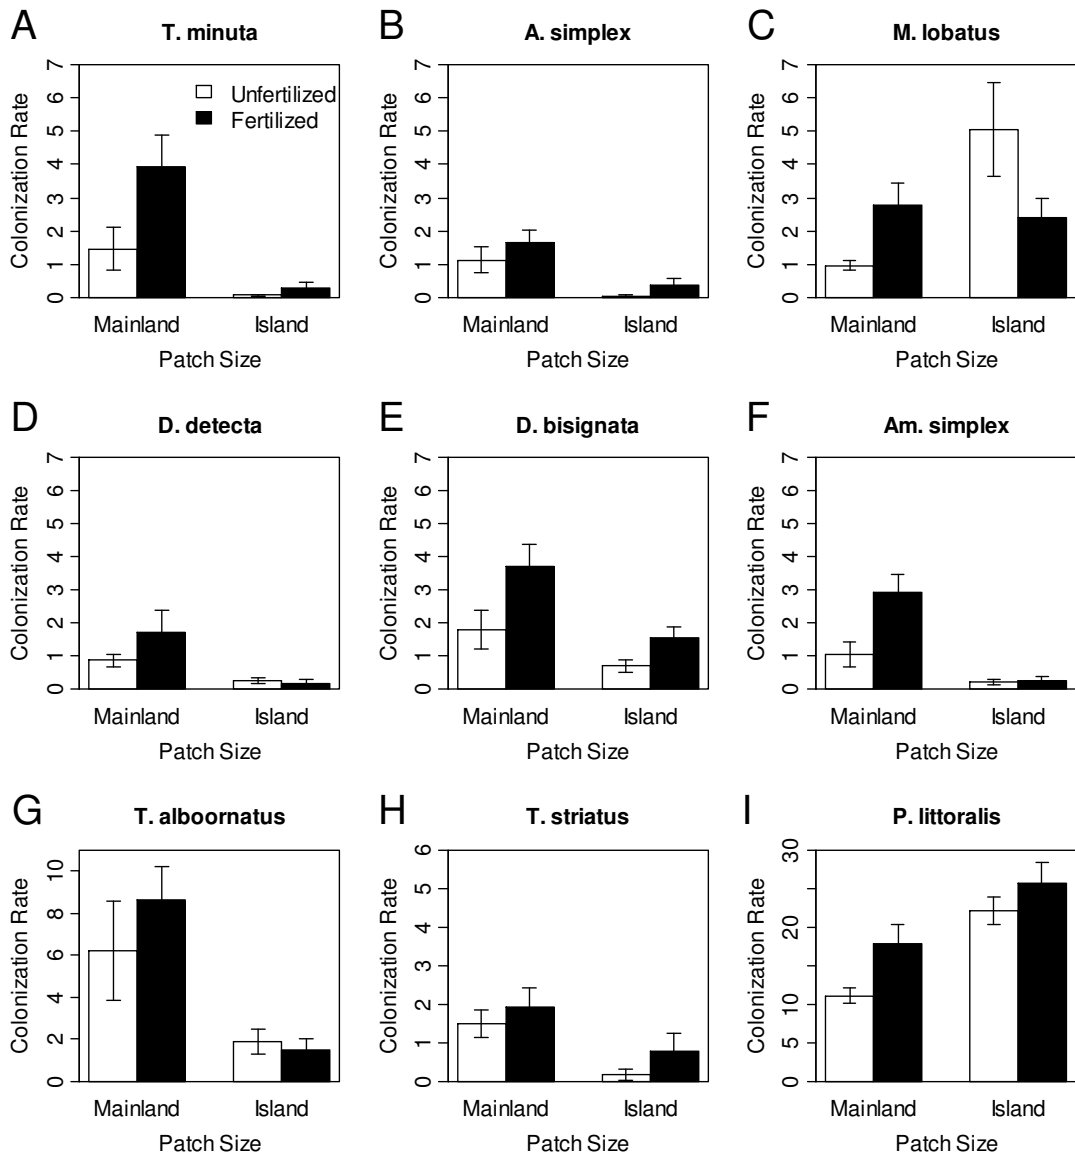 A
T. minuta
Colonization Rate
0 1 2 3 4 5 6 7
Unfertilized
Fertilized
Mainland Island
Patch Size
B
A. simplex
Colonization Rate
0 1 2 3 4 5 6 7
Mainland Island
Patch Size
C
M. lobatus
Colonization Rate
0 1 2 3 4 5 6 7
Mainland Island
Patch Size
D
D. detecta
Colonization Rate
0 1 2 3 4 5 6 7
Mainland Island
Patch Size
E
D. bisignata
Colonization Rate
0 1 2 3 4 5 6 7
Mainland Island
Patch Size
F
Am. simplex
Colonization Rate
0 1 2 3 4 5 6 7
Mainland Island
Patch Size
G
T. alboornatus
Colonization Rate
0 2 4 6 8 10
Mainland Island
Patch Size
H
T. striatus
Colonization Rate
0 1 2 3 4 5 6
Mainland Island
Patch Size
I
P. littoralis
Colonization Rate
0 5 10 20 30
Mainland Island
Patch Size